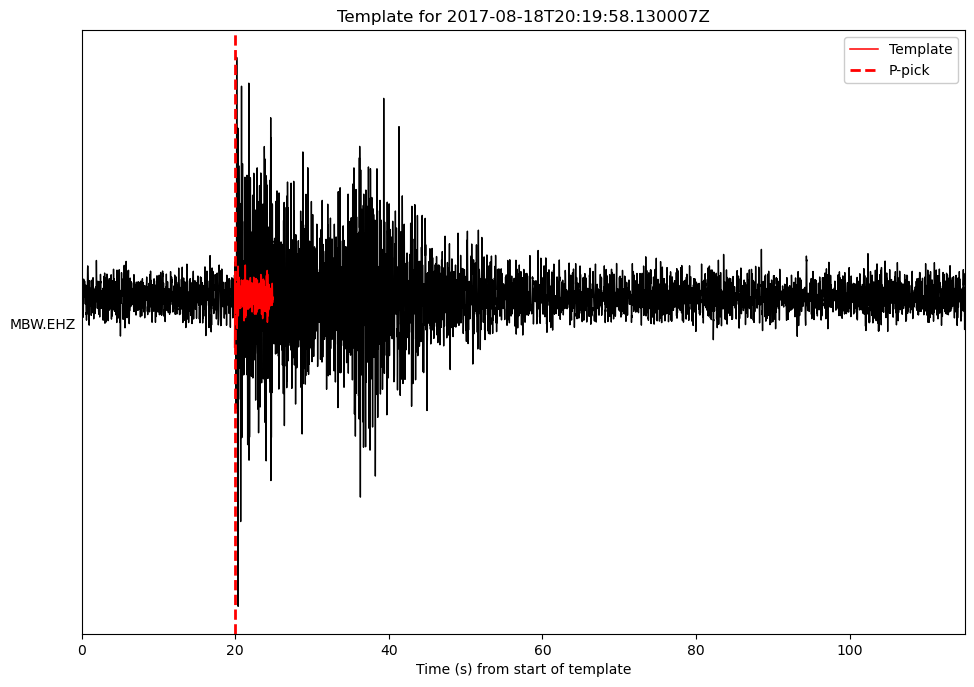 Template for 2017-08-18T20:19:58.130007Z
Template
P-pick
MBW.EHZ
0 20 40 60 80 100
Time (s) from start of template